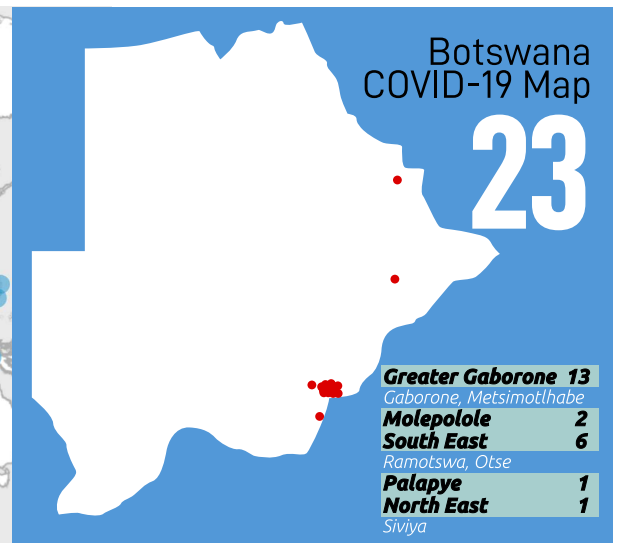 Botswana
COVID-19 Map
23
Greater Gaborone 13
Gaborone, Metsimotlhabe
Molepolole 2
South East 6
Ramotswa, Otse
Palapye 1
North East 1
Siviya